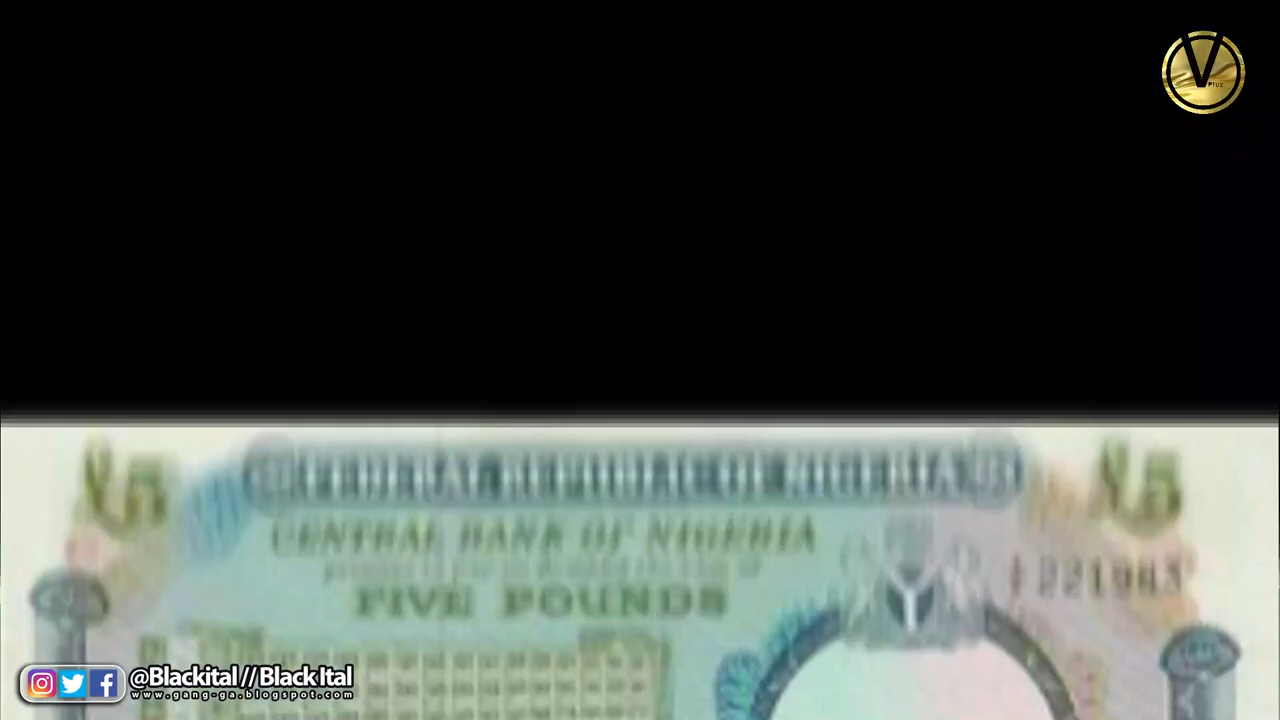 V
Pluz
£5
FEDERAL REPUBLIC OF NIGERIA
£5
CENTRAL BANK OF NIGERIA
FIVE POUNDS
@Blackital // Black Ital
www.gang-ga.blogspot.com